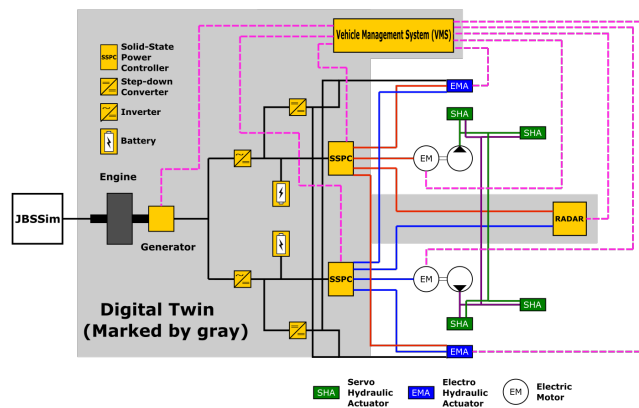 Vehicle Management System (VMS)
SSPC
Solid-State
Power
Controller
Step-down
Converter
Inverter
Battery
EMA
SHA
SHA
SSPC
EM
Engine
JBSSim
Generator
RADAR
SSPC
EM
Digital Twin
(Marked by gray)
SHA
SHA
EMA
SHA
Servo
Hydraulic
Actuator
EMA
Electro
Hydraulic
Actuator
EM
Electric
Motor